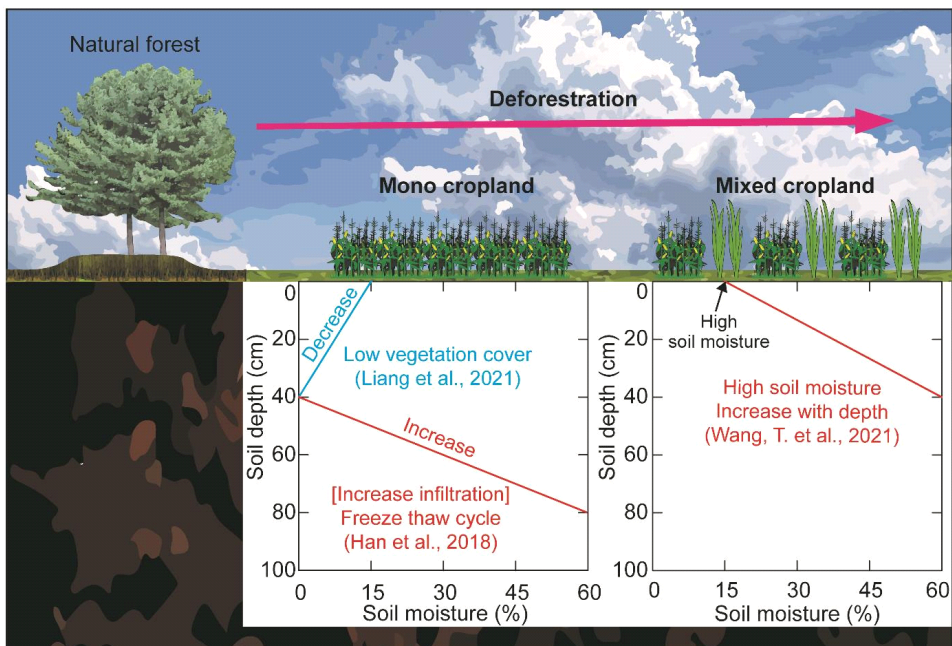 Natural forest
Deforestration
Mono cropland
Mixed cropland
0
20
40
60
80
100
Soil depth (cm)
Decrease
Low vegetation cover
(Liang et al., 2021)
Increase
[Increase infiltration]
Freeze thaw cycle
(Han et al., 2018)
0 15 30 45 60
Soil moisture (%)
0
20
40
60
80
100
Soil depth (cm)
High
soil moisture
High soil moisture
Increase with depth
(Wang, T. et al., 2021)
0 15 30 45 60
Soil moisture (%)